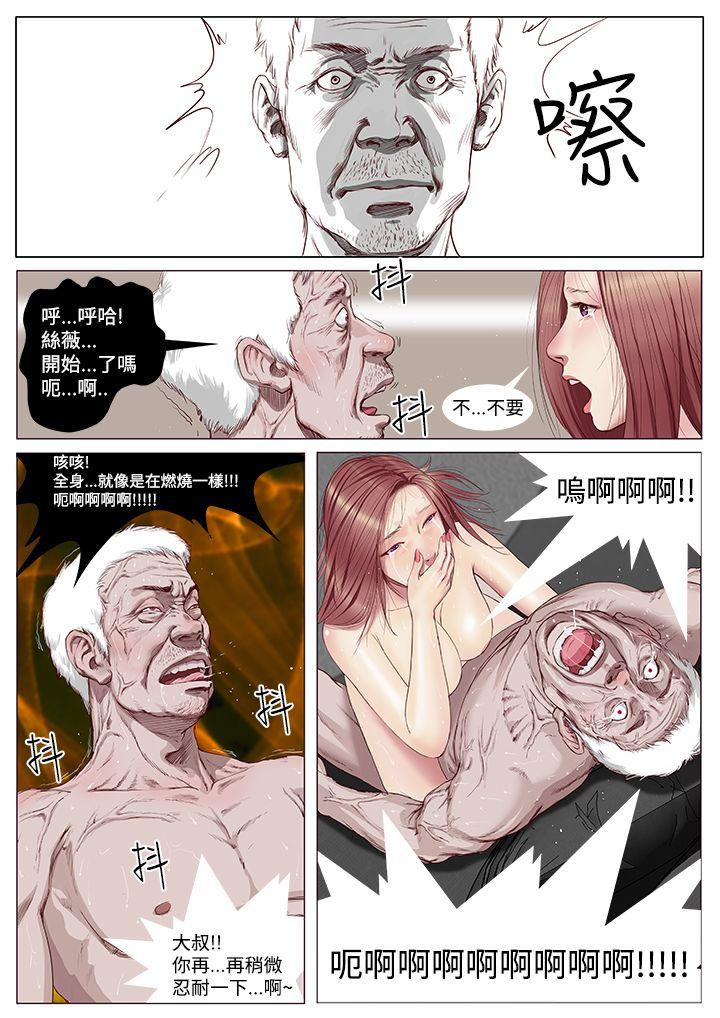 嚓
抖
呼...呼哈!
絲薇...
開始...了嗎
呃...啊..
不...不要
抖
咳咳!
全身...就像是在燃燒一樣!!!
呃啊啊啊啊!!!!!
嗚啊啊啊!!
抖
抖
抖
大叔!!
你再...再稍微
忍耐一下...啊~
呃啊啊啊啊啊啊啊啊!!!!!